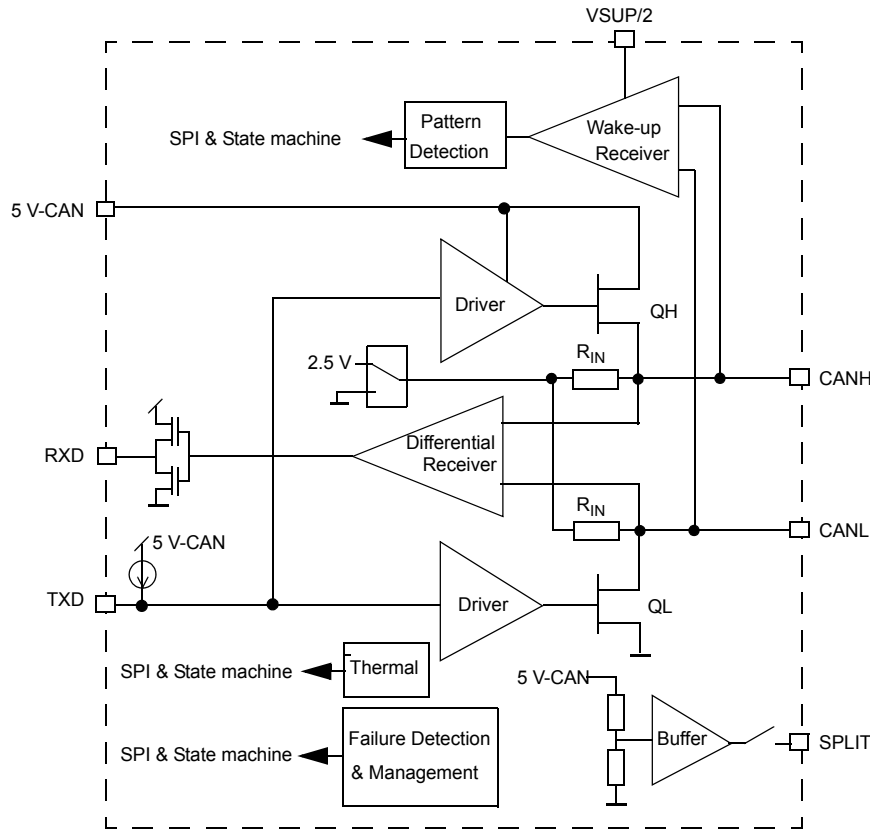 VSUP/2
SPI & State machine
Pattern
Detection
Wake-up
Receiver
5 V-CAN
Driver
QH
2.5 V
RIN
CANH
RXD
Differential
Receiver
RIN
CANL
5 V-CAN
TXD
Driver
QL
SPI & State machine
Thermal
5 V-CAN
SPI & State machine
Failure Detection
& Management
Buffer
SPLIT